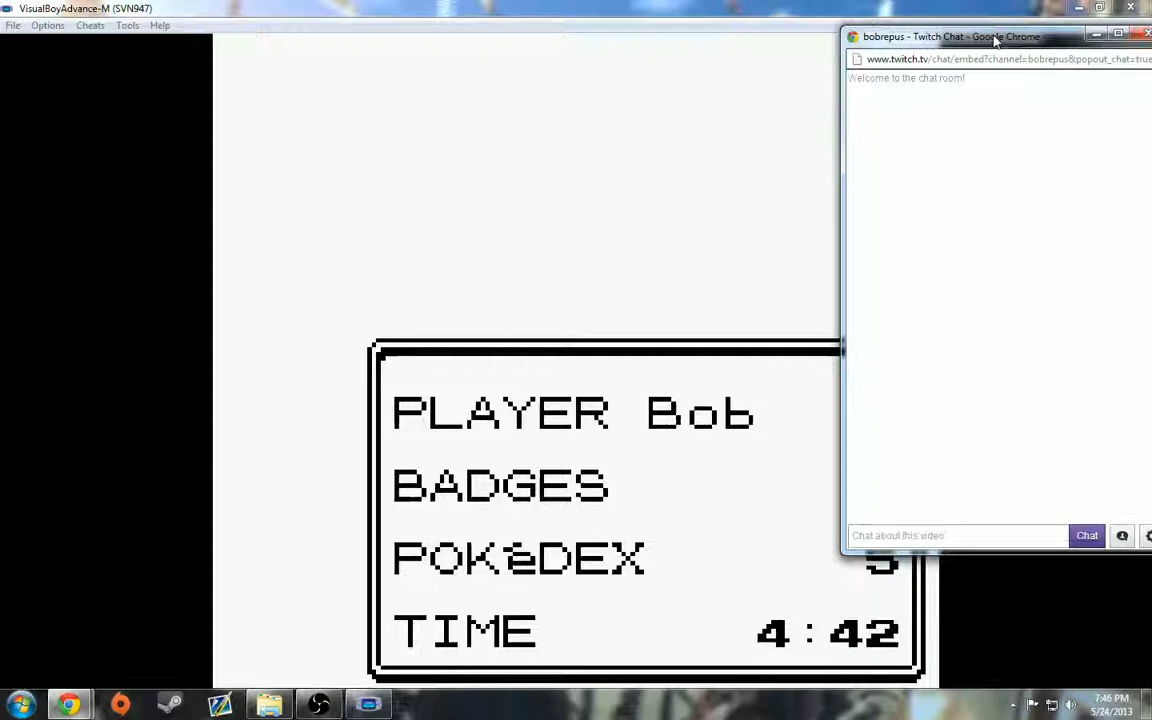 VisualBoyAdvance-M (SVN947)
File Options Cheats Tools Help
bobrepus - Twitch Chat - Google Chrome
www.twitch.tv/chat/embed?channel=bobrepus&popout_chat=true
Welcome to the chat room!
PLAYER Bob
BADGES
POKéDEX
TIME 4:42
Chat about this video!
Chat
7:46 PM
5/24/2013